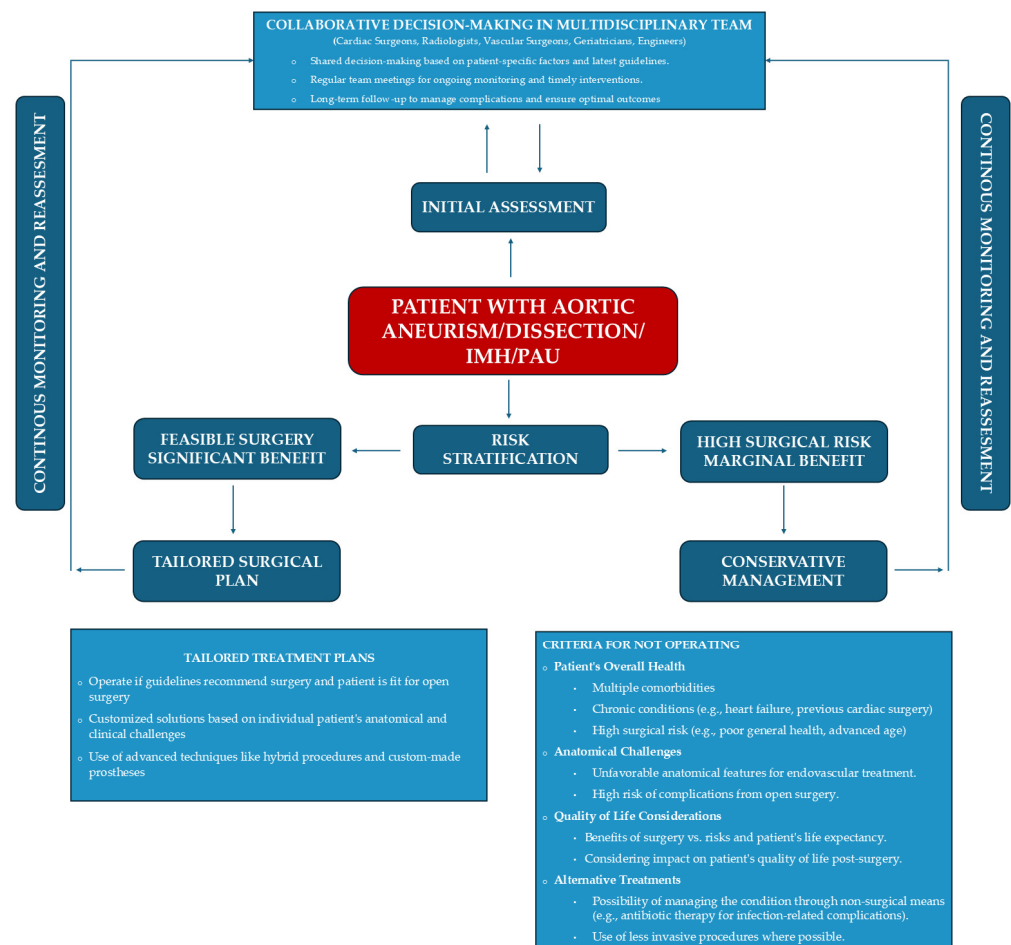 COLLABORATIVE DECISION-MAKING IN MULTIDISCIPLINARY TEAM
(Cardiac Surgeons, Radiologists, Vascular Surgeons, Geriatricians, Engineers)
o Shared decision-making based on patient-specific factors and latest guidelines.
o Regular team meetings for ongoing monitoring and timely interventions.
o Long-term follow-up to manage complications and ensure optimal outcomes
CONTINOUS MONITORING AND REASSESMENT
CONTINOUS MONITORING AND REASSESMENT
INITIAL ASSESSMENT
PATIENT WITH AORTIC
ANEURISM/DISSECTION/
IMH/PAU
FEASIBLE SURGERY
SIGNIFICANT BENEFIT
RISK
STRATIFICATION
HIGH SURGICAL RISK
MARGINAL BENEFIT
TAILORED SURGICAL
PLAN
CONSERVATIVE
MANAGEMENT
TAILORED TREATMENT PLANS
o Operate if guidelines recommend surgery and patient is fit for open
surgery
o Customized solutions based on individual patient's anatomical and
clinical challenges
o Use of advanced techniques like hybrid procedures and custom-made
prostheses
CRITERIA FOR NOT OPERATING
o Patient's Overall Health
• Multiple comorbidities
• Chronic conditions (e.g., heart failure, previous cardiac surgery)
• High surgical risk (e.g., poor general health, advanced age)
o Anatomical Challenges
• Unfavorable anatomical features for endovascular treatment.
• High risk of complications from open surgery.
o Quality of Life Considerations
• Benefits of surgery vs. risks and patient's life expectancy.
• Considering impact on patient's quality of life post-surgery.
o Alternative Treatments
• Possibility of managing the condition through non-surgical means
(e.g., antibiotic therapy for infection-related complications).
• Use of less invasive procedures where possible.